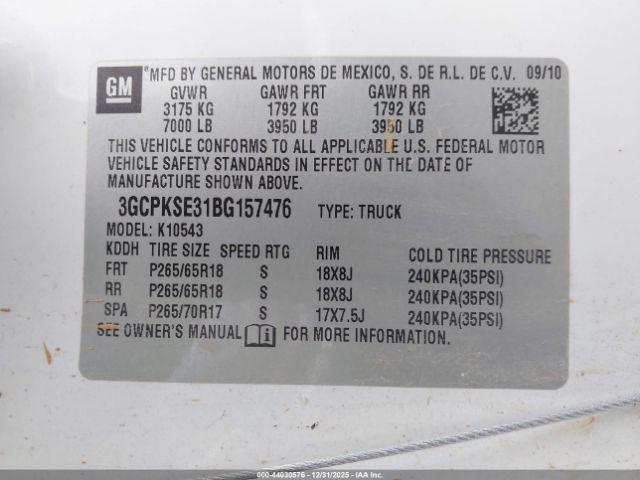 GM
*MFD BY GENERAL MOTORS DE MEXICO, S. DE R.L. DE C.V. 09/10
GVWR GAWR FRT GAWR RR
3175 KG 1792 KG 1792 KG
7000 LB 3950 LB 3950 LB
THIS VEHICLE CONFORMS TO ALL APPLICABLE U.S. FEDERAL MOTOR
VEHICLE SAFETY STANDARDS IN EFFECT ON THE DATE OF
MANUFACTURE SHOWN ABOVE.
3GCPKSE31BG157476 TYPE: TRUCK
MODEL: K10543
KDDH TIRE SIZE SPEED RTG RIM COLD TIRE PRESSURE
FRT P265/65R18 S 18X8J 240KPA(35PSI)
RR P265/65R18 S 18X8J 240KPA(35PSI)
SPA P265/70R17 S 17X7.5J 240KPA(35PSI)
SEE OWNER'S MANUAL FOR MORE INFORMATION.
000-44030576 - 12/31/2025 - IAAI.COM